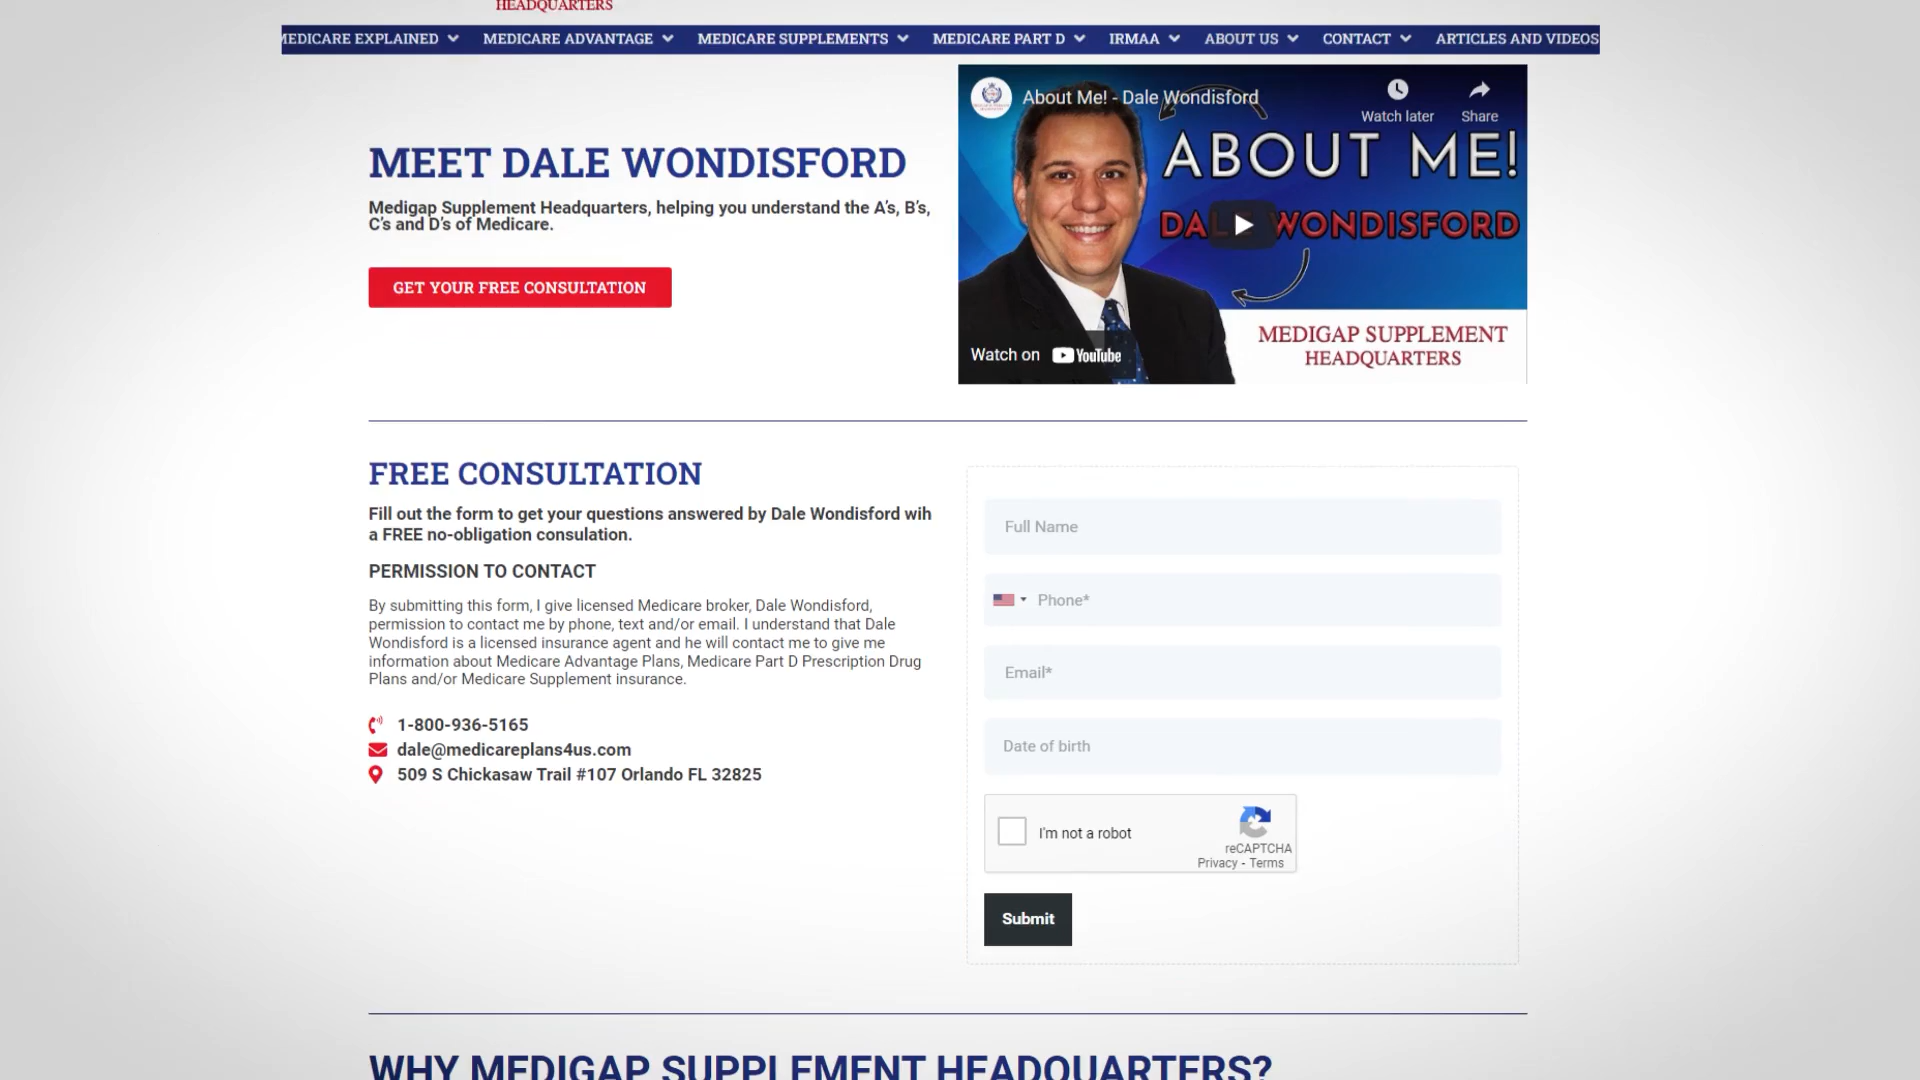 HEADQUARTERS
MEDICARE EXPLAINED MEDICARE ADVANTAGE MEDICARE SUPPLEMENTS MEDICARE PART D IRMAA ABOUT US CONTACT ARTICLES AND VIDEOS
About Me! - Dale Wondisford
Watch later
Share
ABOUT ME!
DALE WONDISFORD
MEDIGAP SUPPLEMENT
HEADQUARTERS
Watch on YouTube
MEET DALE WONDISFORD
Medigap Supplement Headquarters, helping you understand the A's, B's,
C's and D's of Medicare.
GET YOUR FREE CONSULTATION
FREE CONSULTATION
Fill out the form to get your questions answered by Dale Wondisford wih
a FREE no-obligation consulation.
PERMISSION TO CONTACT
By submitting this form, I give licensed Medicare broker, Dale Wondisford,
permission to contact me by phone, text and/or email. I understand that Dale
Wondisford is a licensed insurance agent and he will contact me to give me
information about Medicare Advantage Plans, Medicare Part D Prescription Drug
Plans and/or Medicare Supplement insurance.
1-800-936-5165
dale@medicareplans4us.com
509 S Chickasaw Trail #107 Orlando FL 32825
Full Name
Phone*
Email*
Date of birth
I'm not a robot
reCAPTCHA
Privacy - Terms
Submit
WHY MEDIGAP SUPPLEMENT HEADQUARTERS?